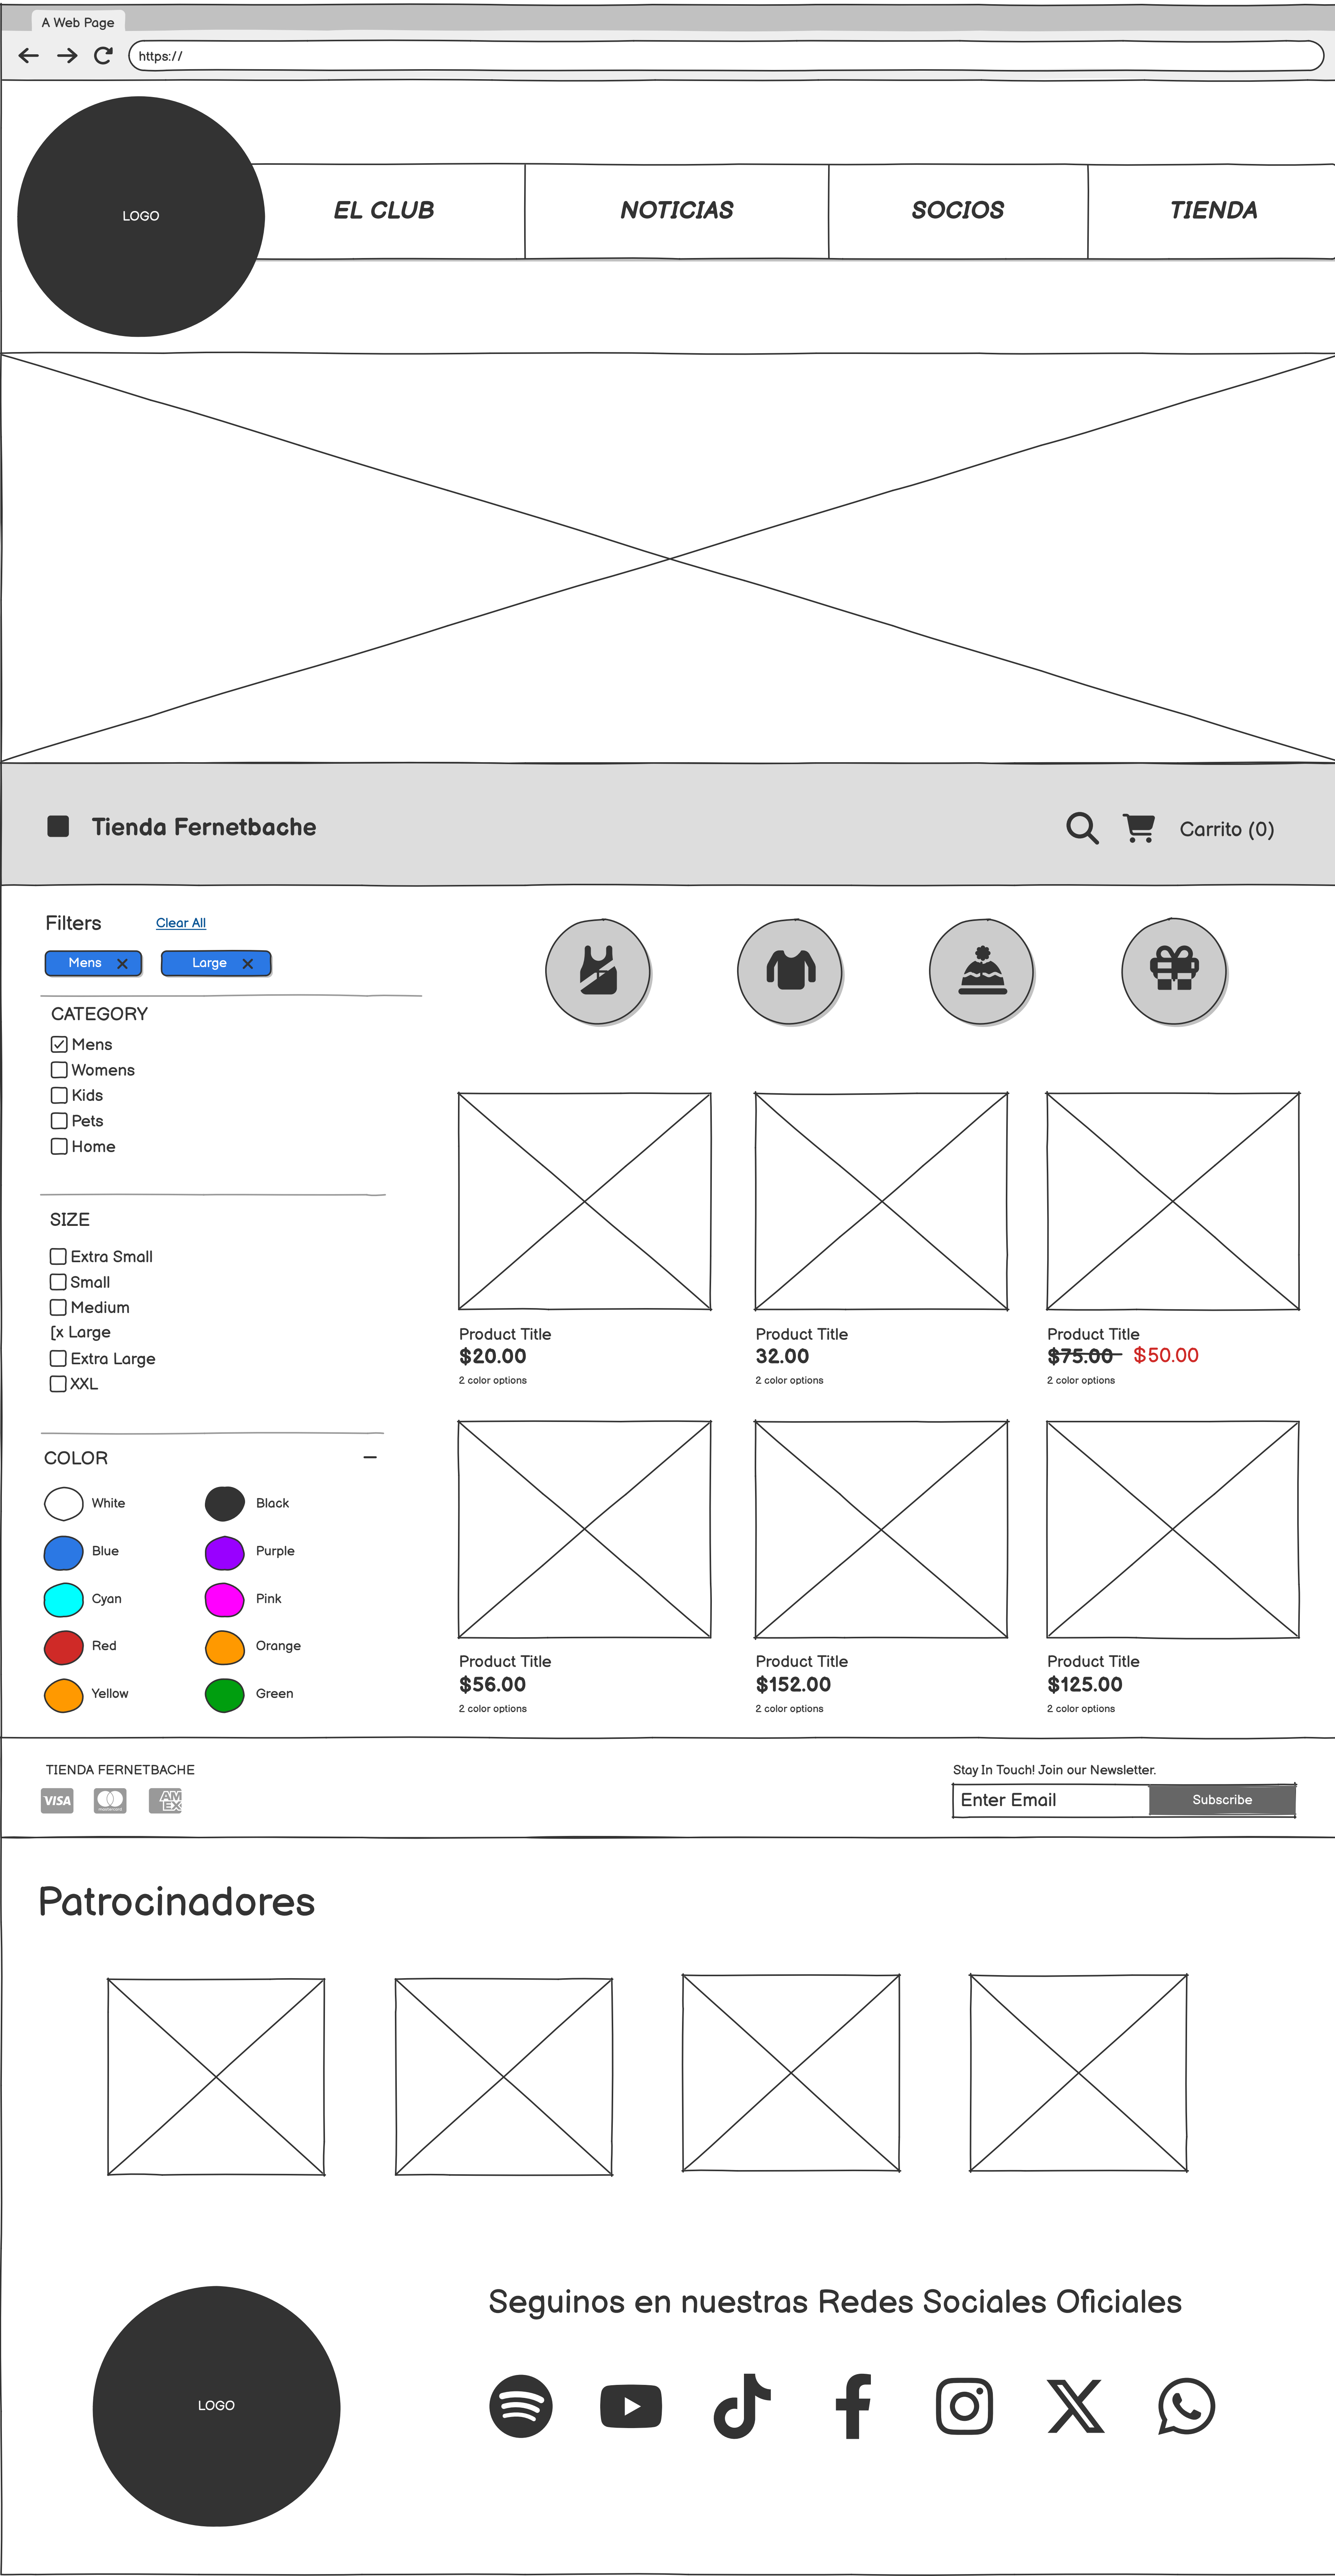 A Web Page
https://
LOGO
EL CLUB
NOTICIAS
SOCIOS
TIENDA
Tienda Fernetbache
Carrito (0)
Filters
Clear All
Mens
Large
CATEGORY
Mens
Womens
Kids
Pets
Home
SIZE
Extra Small
Small
Medium
[x Large
Extra Large
XXL
COLOR
White
Black
Blue
Purple
Cyan
Pink
Red
Orange
Yellow
Green
Product Title
$20.00
2 color options
Product Title
32.00
2 color options
Product Title
$75.00 $50.00
2 color options
Product Title
$56.00
2 color options
Product Title
$152.00
2 color options
Product Title
$125.00
2 color options
TIENDA FERNETBACHE
VISA
mastercard
AM
EX
Stay In Touch! Join our Newsletter.
Enter Email
Subscribe
Patrocinadores
LOGO
Seguinos en nuestras Redes Sociales Oficiales